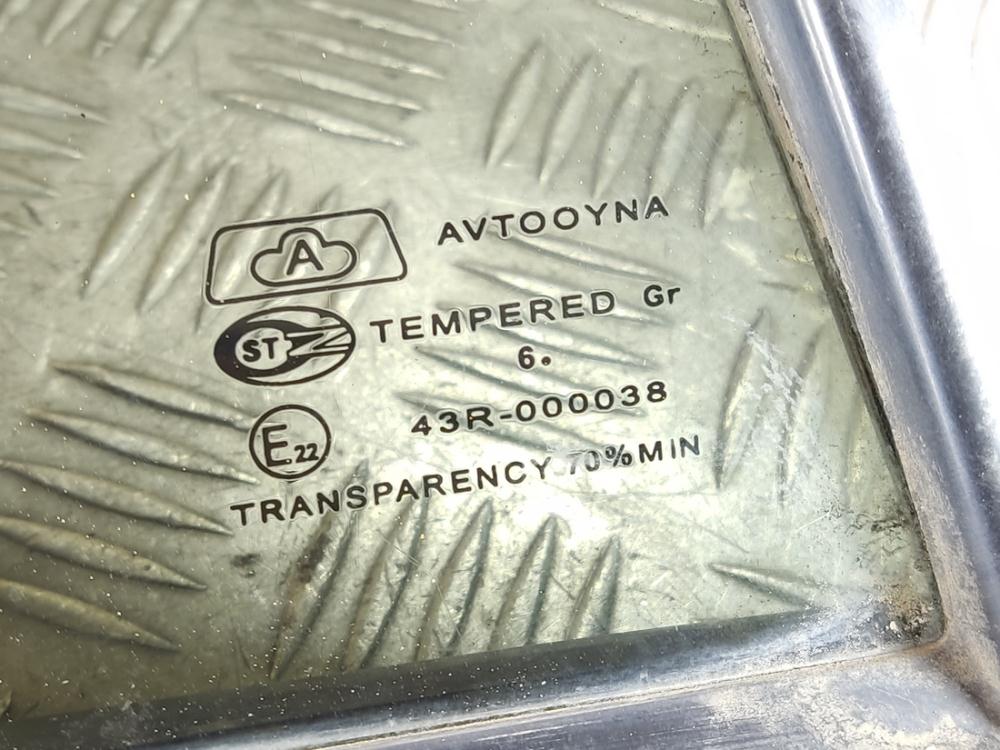 A
AVTOOYNA
ST
TEMPERED Gr
6.
E22
43R-000038
TRANSPARENCY 70%MIN